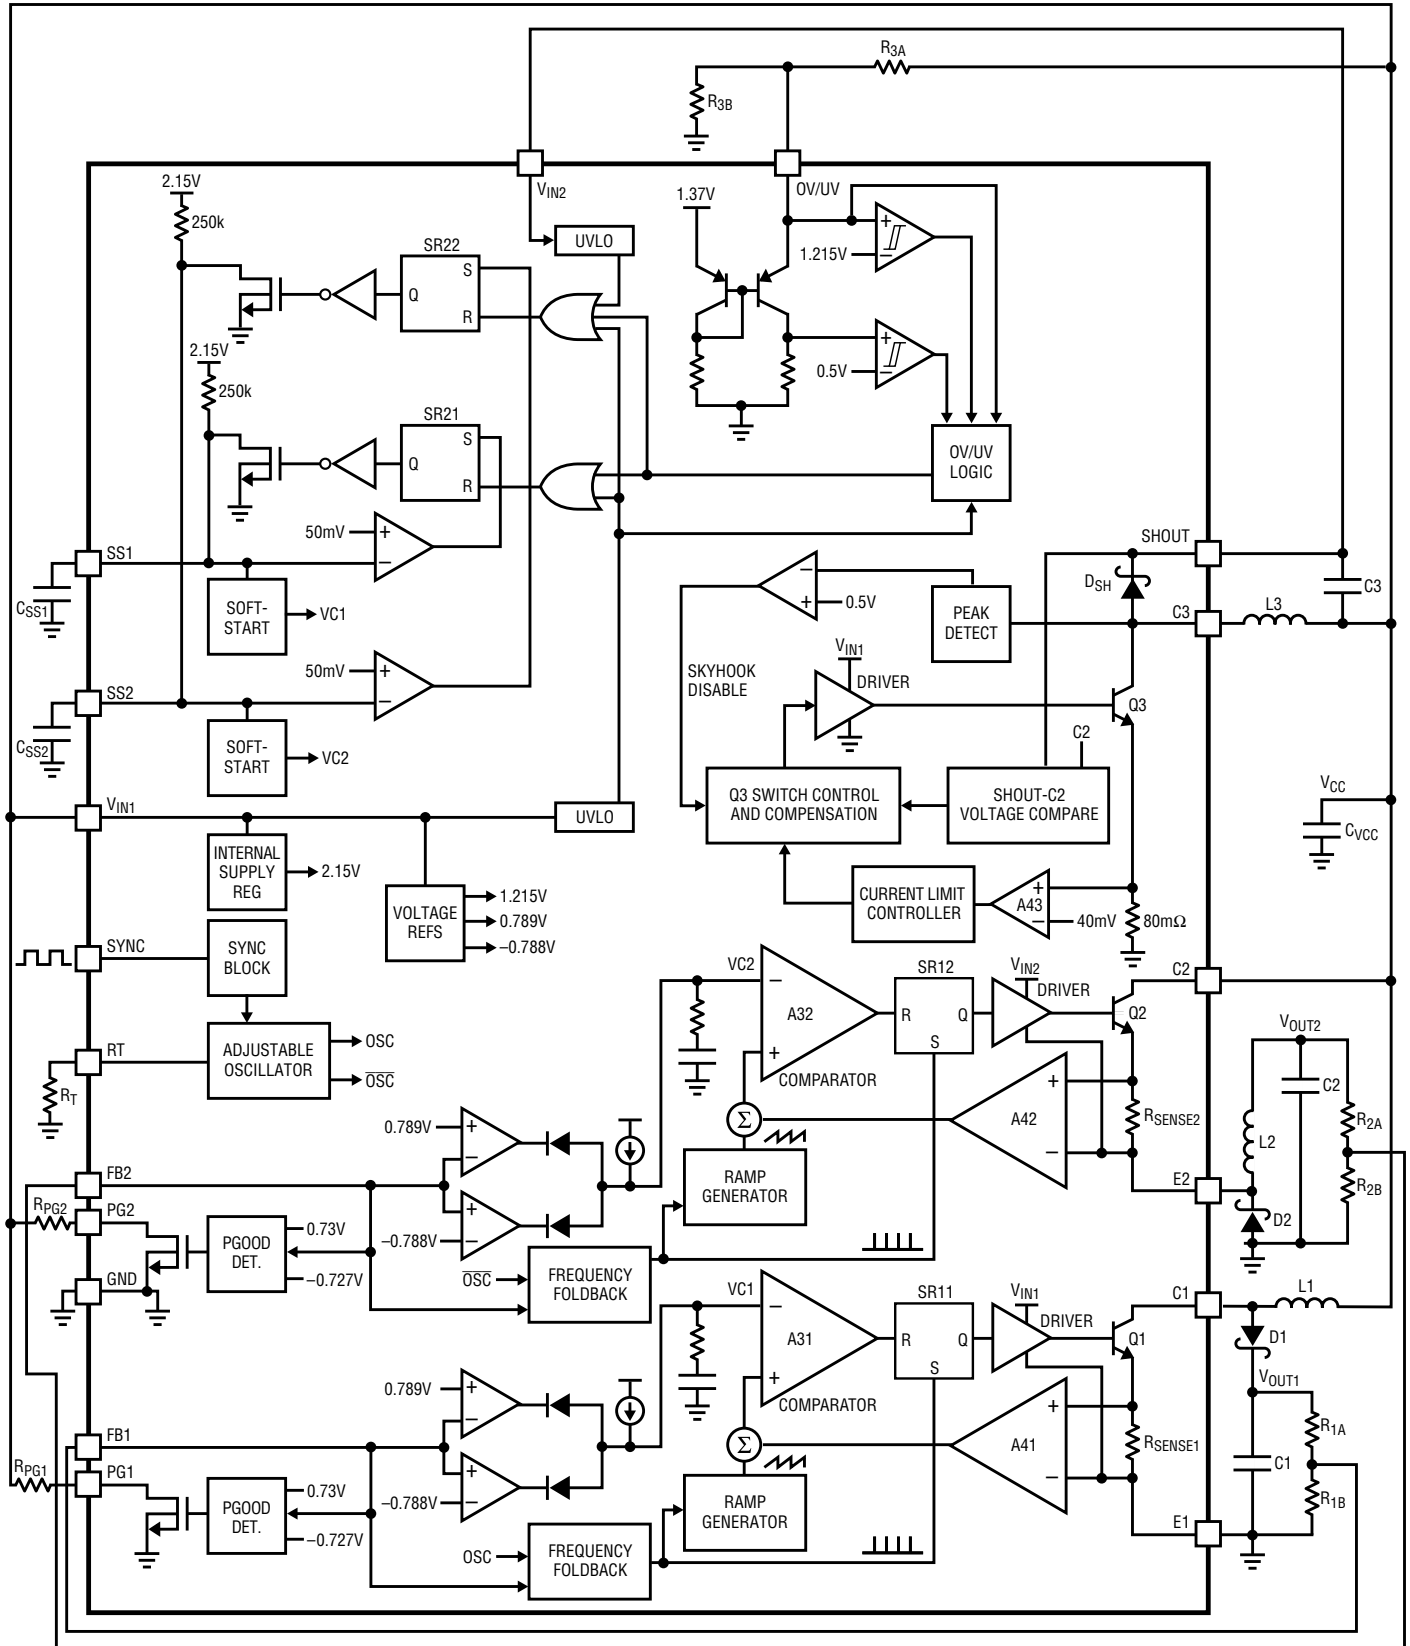 R3A
R3B
VIN2
OV/UV
2.15V
250k
1.37V
UVLO
1.215V
SR22
S
Q
R
2.15V
250k
0.5V
SR21
S
Q
R
OV/UV
LOGIC
50mV
SS1
CSS1
SOFT-
START
VC1
SHOUT
DSH
0.5V
PEAK
DETECT
C3
L3
C3
50mV
SKYHOOK
DISABLE
VIN1
DRIVER
Q3
SS2
CSS2
SOFT-
START
VC2
C2
Q3 SWITCH CONTROL
AND COMPENSATION
SHOUT-C2
VOLTAGE COMPARE
VCC
CVCC
VIN1
UVLO
INTERNAL
SUPPLY
REG
2.15V
VOLTAGE
REFS
1.215V
0.789V
–0.788V
CURRENT LIMIT
CONTROLLER
A43
40mV
80mΩ
SYNC
SYNC
BLOCK
VC2
A32
COMPARATOR
SR12
R
Q
S
VIN2
DRIVER
Q2
C2
RT
RT
ADJUSTABLE
OSCILLATOR
OSC
OSC
VOUT2
C2
R2A
R2B
L2
D2
E2
A42
RSENSE2
Σ
RAMP
GENERATOR
0.789V
–0.788V
FB2
RPG2
PG2
PGOOD
DET.
0.73V
–0.727V
GND
OSC
FREQUENCY
FOLDBACK
VC1
A31
COMPARATOR
SR11
R
Q
S
VIN1
DRIVER
Q1
C1
L1
D1
VOUT1
R1A
C1
R1B
E1
A41
RSENSE1
Σ
RAMP
GENERATOR
0.789V
–0.788V
FB1
RPG1
PG1
PGOOD
DET.
0.73V
–0.727V
OSC
FREQUENCY
FOLDBACK